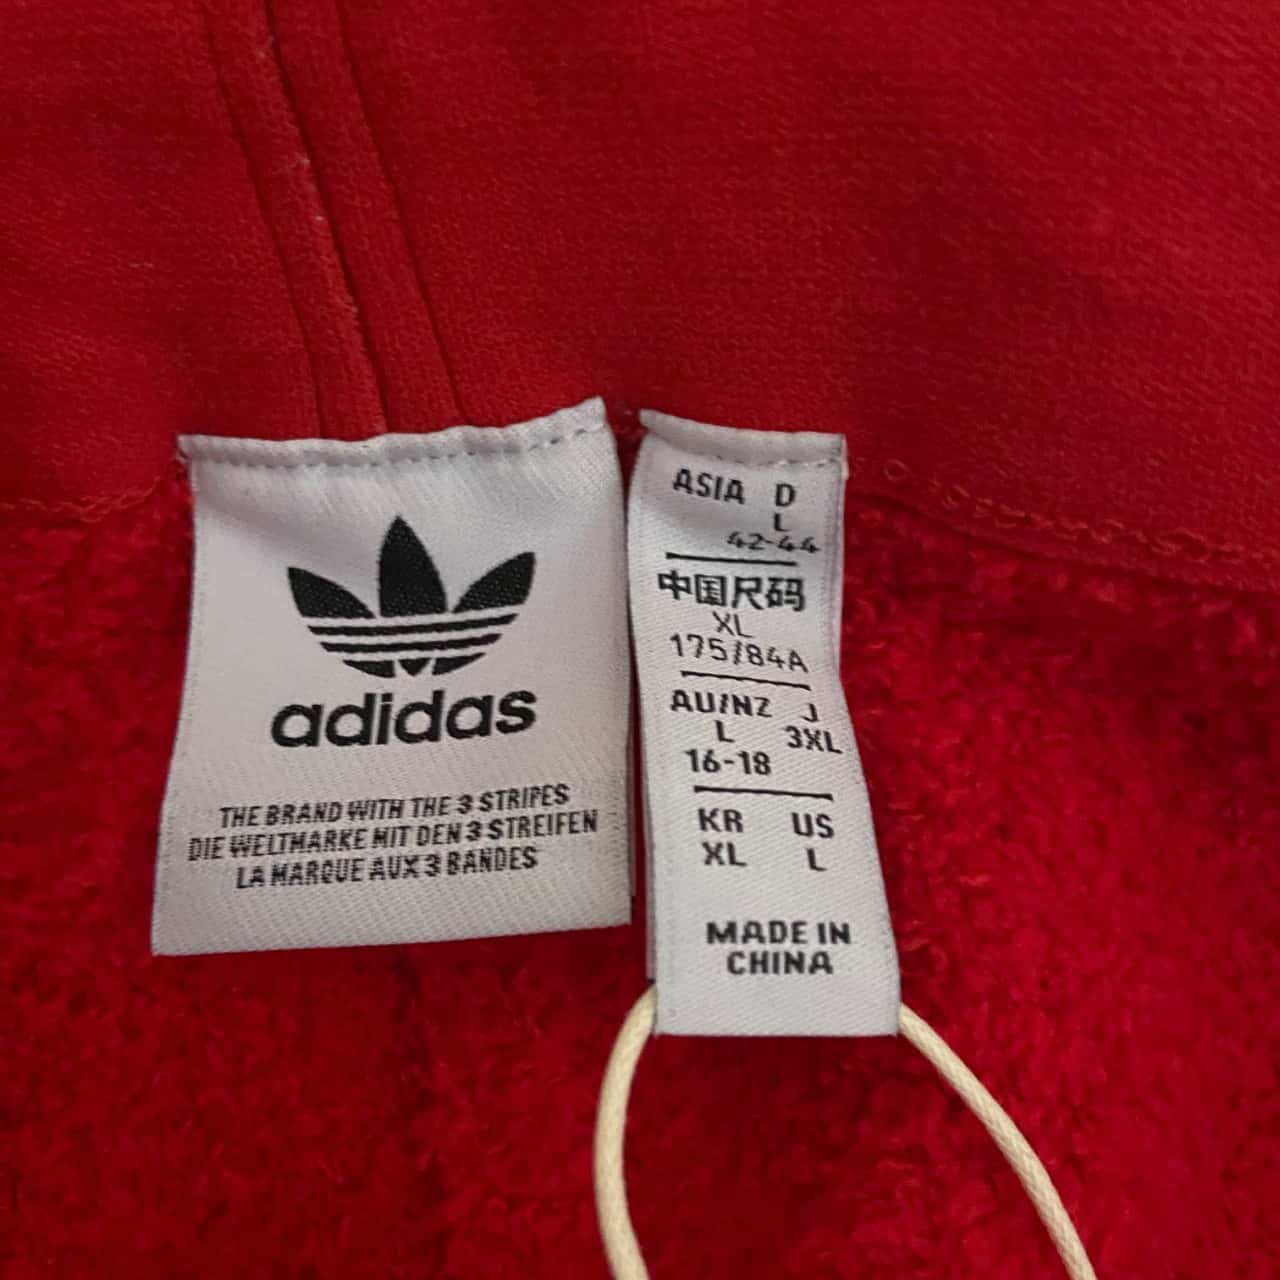 adidas
THE BRAND WITH THE 3 STRIPES
DIE WELTMARKE MIT DEN 3 STREIFEN
LA MARQUE AUX 3 BANDES
ASIA D
L
42-44
中国尺码
XL
175/84A
AU/NZ J
L 3XL
16-18
KR US
XL L
MADE IN
CHINA